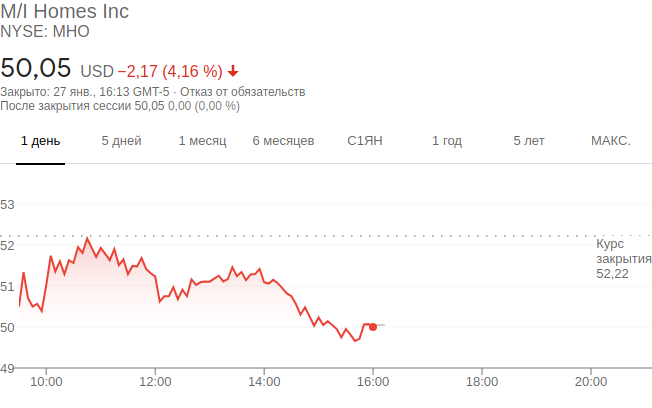 M/I Homes Inc
NYSE: MHO
50,05 USD −2,17 (4,16 %)
Закрыто: 27 янв., 16:13 GMT-5 · Отказ от обязательств
После закрытия сессии 50,05 0,00 (0,00 %)
1 день 5 дней 1 месяц 6 месяцев С1ЯН 1 год 5 лет МАКС.
53
52
51
50
49
Курс
закрытия
52,22
10:00 12:00 14:00 16:00 18:00 20:00